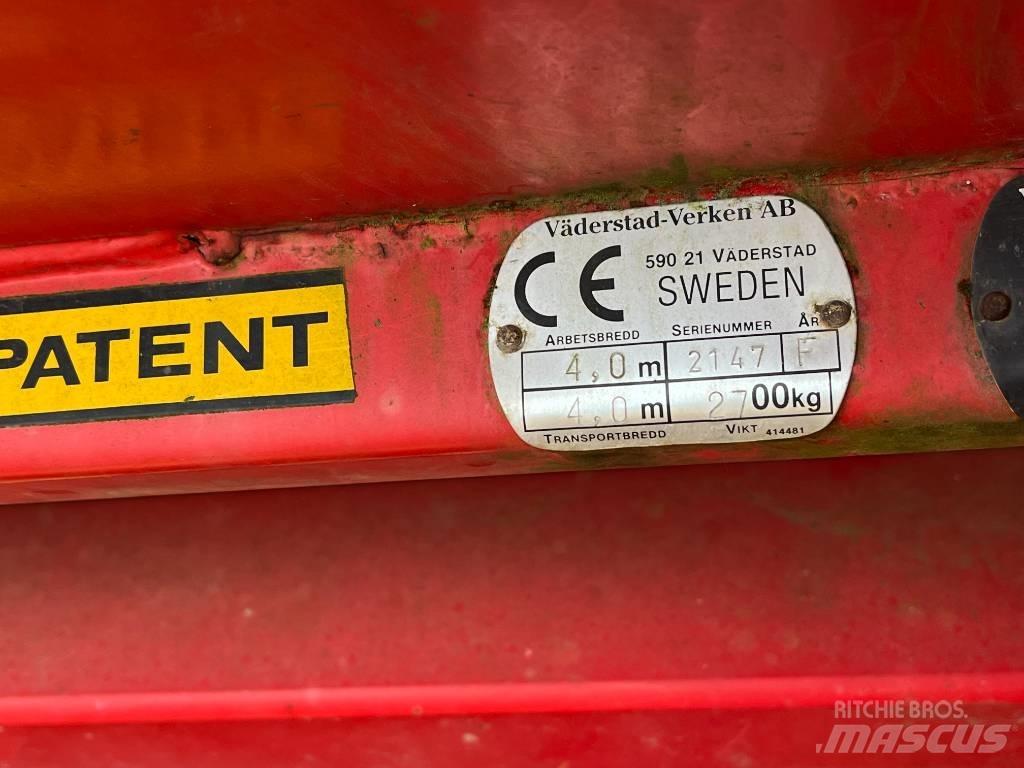 PATENT
Väderstad-Verken AB
CE
590 21 VÄDERSTAD
SWEDEN
ARBETSBREDD SERIENUMMER ÅR
4,0 m 2147 F
4,0 m 2700kg
TRANSPORTBREDD VIKT 414481
RITCHIE BROS.
MASCUS